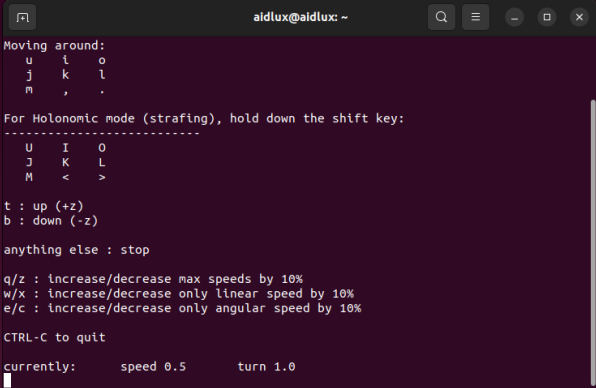 aidlux@aidlux: ~
Moving around:
   u    i    o
   j    k    l
   m    ,    .
For Holonomic mode (strafing), hold down the shift key:
---------------------------
   U    I    O
   J    K    L
   M    <    >
t : up (+z)
b : down (-z)
anything else : stop
q/z : increase/decrease max speeds by 10%
w/x : increase/decrease only linear speed by 10%
e/c : increase/decrease only angular speed by 10%
CTRL-C to quit
currently:      speed 0.5       turn 1.0